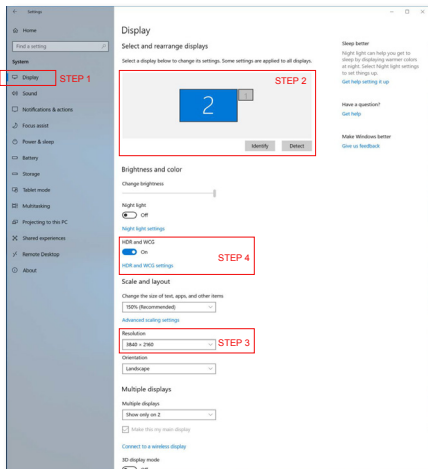 Settings
Home
Find a setting
System
Display
STEP 1
Sound
Notifications & actions
Focus assist
Power & sleep
Battery
Storage
Tablet mode
Multitasking
Projecting to this PC
Shared experiences
Remote Desktop
About
Display
Select and rearrange displays
Select a display below to change its settings. Some settings are applied to all displays.
STEP 2
2
1
Identify
Detect
Brightness and color
Change brightness
Night light
Off
Night light settings
HDR and WCG
On
STEP 4
HDR and WCG settings
Scale and layout
Change the size of text, apps, and other items
150% (Recommended)
Advanced scaling settings
Resolution
3840 × 2160
STEP 3
Orientation
Landscape
Multiple displays
Multiple displays
Show only on 2
Make this my main display
Connect to a wireless display
3D display mode
Off
Sleep better
Night light can help you get to
sleep by displaying warmer colors
at night. Select Night light settings
to set things up.
Get help setting it up
Have a question?
Get help
Make Windows better
Give us feedback